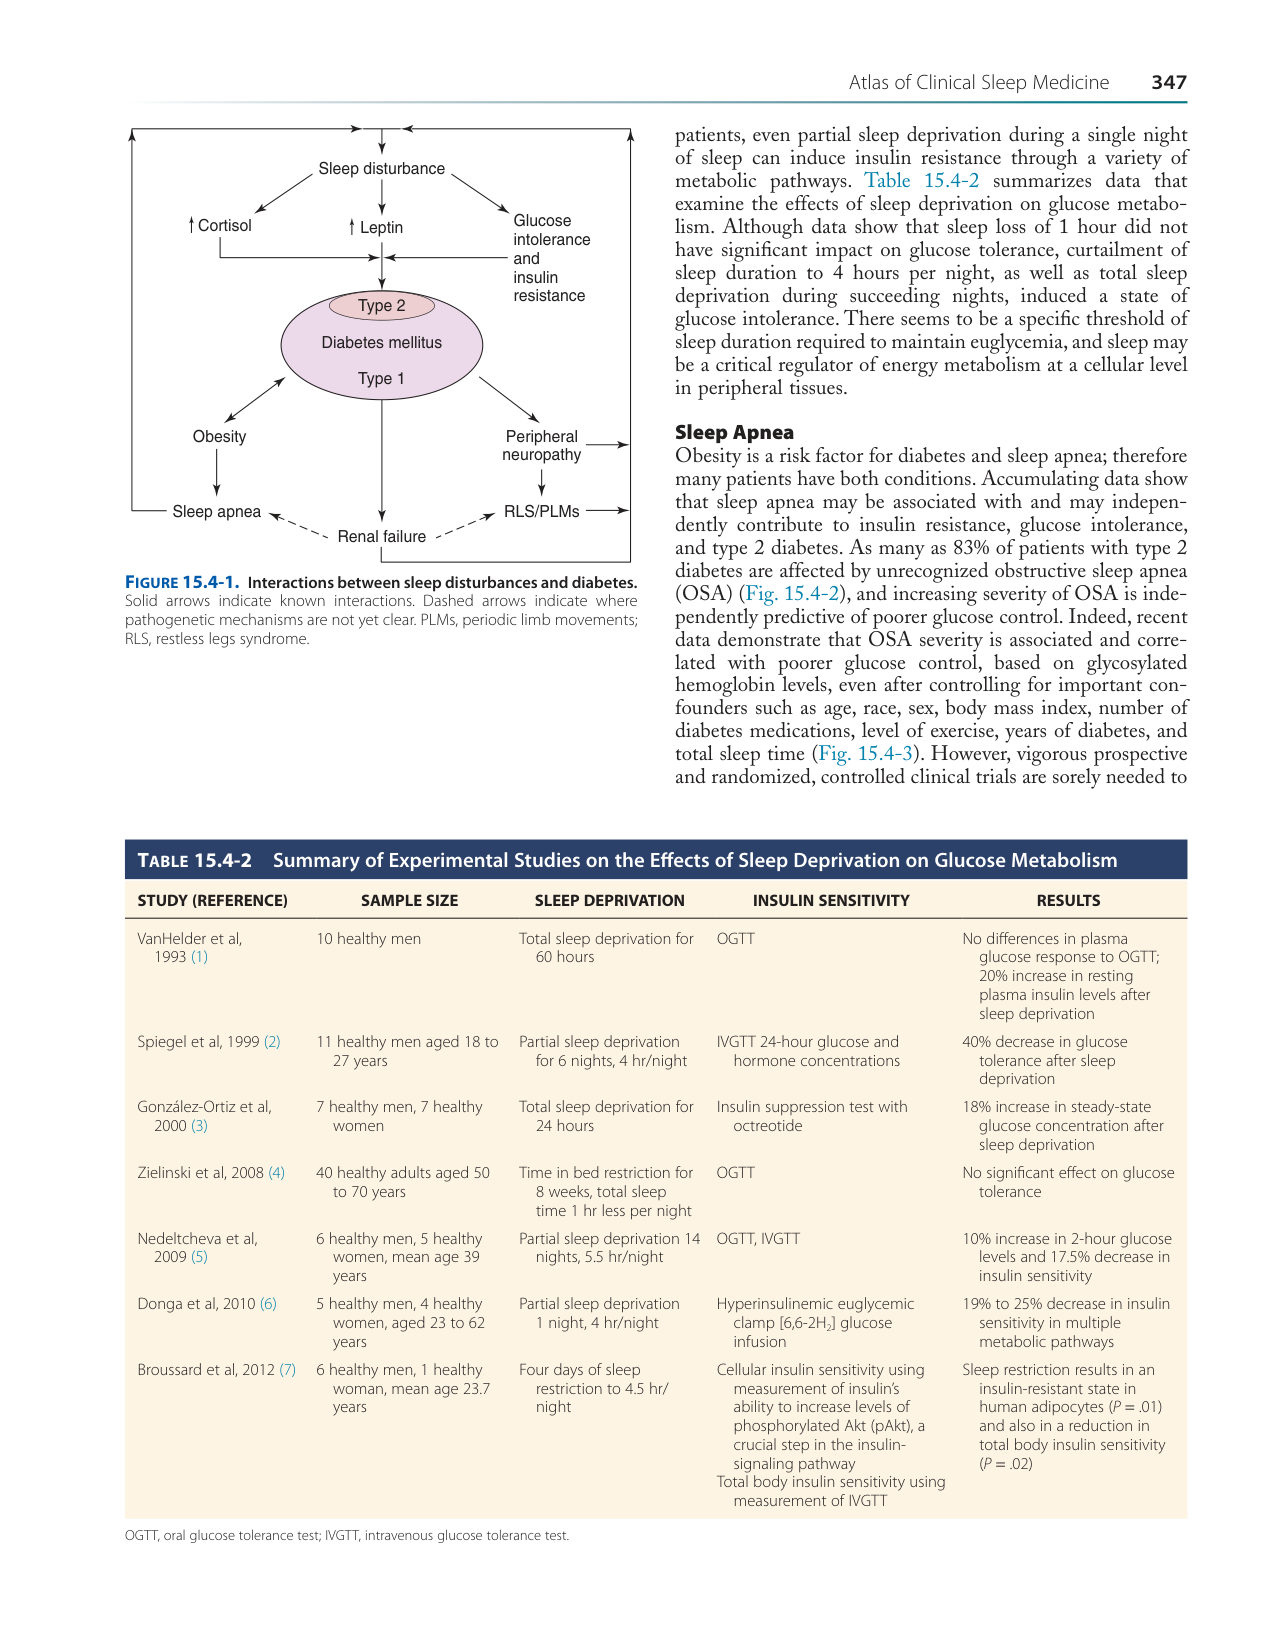 Atlas of Clinical Sleep Medicine 347
Sleep disturbance
↑ Cortisol
↑ Leptin
Glucose
intolerance
and
insulin
resistance
Type 2
Diabetes mellitus
Type 1
Obesity
Peripheral
neuropathy
Sleep apnea
RLS/PLMs
Renal failure
FIGURE 15.4-1. Interactions between sleep disturbances and diabetes.
Solid arrows indicate known interactions. Dashed arrows indicate where
pathogenetic mechanisms are not yet clear. PLMs, periodic limb movements;
RLS, restless legs syndrome.
patients, even partial sleep deprivation during a single night
of sleep can induce insulin resistance through a variety of
metabolic pathways. Table 15.4-2 summarizes data that
examine the effects of sleep deprivation on glucose metabo-
lism. Although data show that sleep loss of 1 hour did not
have significant impact on glucose tolerance, curtailment of
sleep duration to 4 hours per night, as well as total sleep
deprivation during succeeding nights, induced a state of
glucose intolerance. There seems to be a specific threshold of
sleep duration required to maintain euglycemia, and sleep may
be a critical regulator of energy metabolism at a cellular level
in peripheral tissues.
Sleep Apnea
Obesity is a risk factor for diabetes and sleep apnea; therefore
many patients have both conditions. Accumulating data show
that sleep apnea may be associated with and may indepen-
dently contribute to insulin resistance, glucose intolerance,
and type 2 diabetes. As many as 83% of patients with type 2
diabetes are affected by unrecognized obstructive sleep apnea
(OSA) (Fig. 15.4-2), and increasing severity of OSA is inde-
pendently predictive of poorer glucose control. Indeed, recent
data demonstrate that OSA severity is associated and corre-
lated with poorer glucose control, based on glycosylated
hemoglobin levels, even after controlling for important con-
founders such as age, race, sex, body mass index, number of
diabetes medications, level of exercise, years of diabetes, and
total sleep time (Fig. 15.4-3). However, vigorous prospective
and randomized, controlled clinical trials are sorely needed to
TABLE 15.4-2 Summary of Experimental Studies on the Effects of Sleep Deprivation on Glucose Metabolism
STUDY (REFERENCE) SAMPLE SIZE SLEEP DEPRIVATION INSULIN SENSITIVITY RESULTS
VanHelder et al,
1993 (1)
10 healthy men
Total sleep deprivation for
60 hours
OGTT
No differences in plasma
glucose response to OGTT;
20% increase in resting
plasma insulin levels after
sleep deprivation
Spiegel et al, 1999 (2)
11 healthy men aged 18 to
27 years
Partial sleep deprivation
for 6 nights, 4 hr/night
IVGTT 24-hour glucose and
hormone concentrations
40% decrease in glucose
tolerance after sleep
deprivation
González-Ortiz et al,
2000 (3)
7 healthy men, 7 healthy
women
Total sleep deprivation for
24 hours
Insulin suppression test with
octreotide
18% increase in steady-state
glucose concentration after
sleep deprivation
Zielinski et al, 2008 (4)
40 healthy adults aged 50
to 70 years
Time in bed restriction for
8 weeks, total sleep
time 1 hr less per night
OGTT
No significant effect on glucose
tolerance
Nedeltcheva et al,
2009 (5)
6 healthy men, 5 healthy
women, mean age 39
years
Partial sleep deprivation 14
nights, 5.5 hr/night
OGTT, IVGTT
10% increase in 2-hour glucose
levels and 17.5% decrease in
insulin sensitivity
Donga et al, 2010 (6)
5 healthy men, 4 healthy
women, aged 23 to 62
years
Partial sleep deprivation
1 night, 4 hr/night
Hyperinsulinemic euglycemic
clamp [6,6-2H₂] glucose
infusion
19% to 25% decrease in insulin
sensitivity in multiple
metabolic pathways
Broussard et al, 2012 (7)
6 healthy men, 1 healthy
woman, mean age 23.7
years
Four days of sleep
restriction to 4.5 hr/
night
Cellular insulin sensitivity using
measurement of insulin's
ability to increase levels of
phosphorylated Akt (pAkt), a
crucial step in the insulin-
signaling pathway
Total body insulin sensitivity using
measurement of IVGTT
Sleep restriction results in an
insulin-resistant state in
human adipocytes (P = .01)
and also in a reduction in
total body insulin sensitivity
(P = .02)
OGTT, oral glucose tolerance test; IVGTT, intravenous glucose tolerance test.